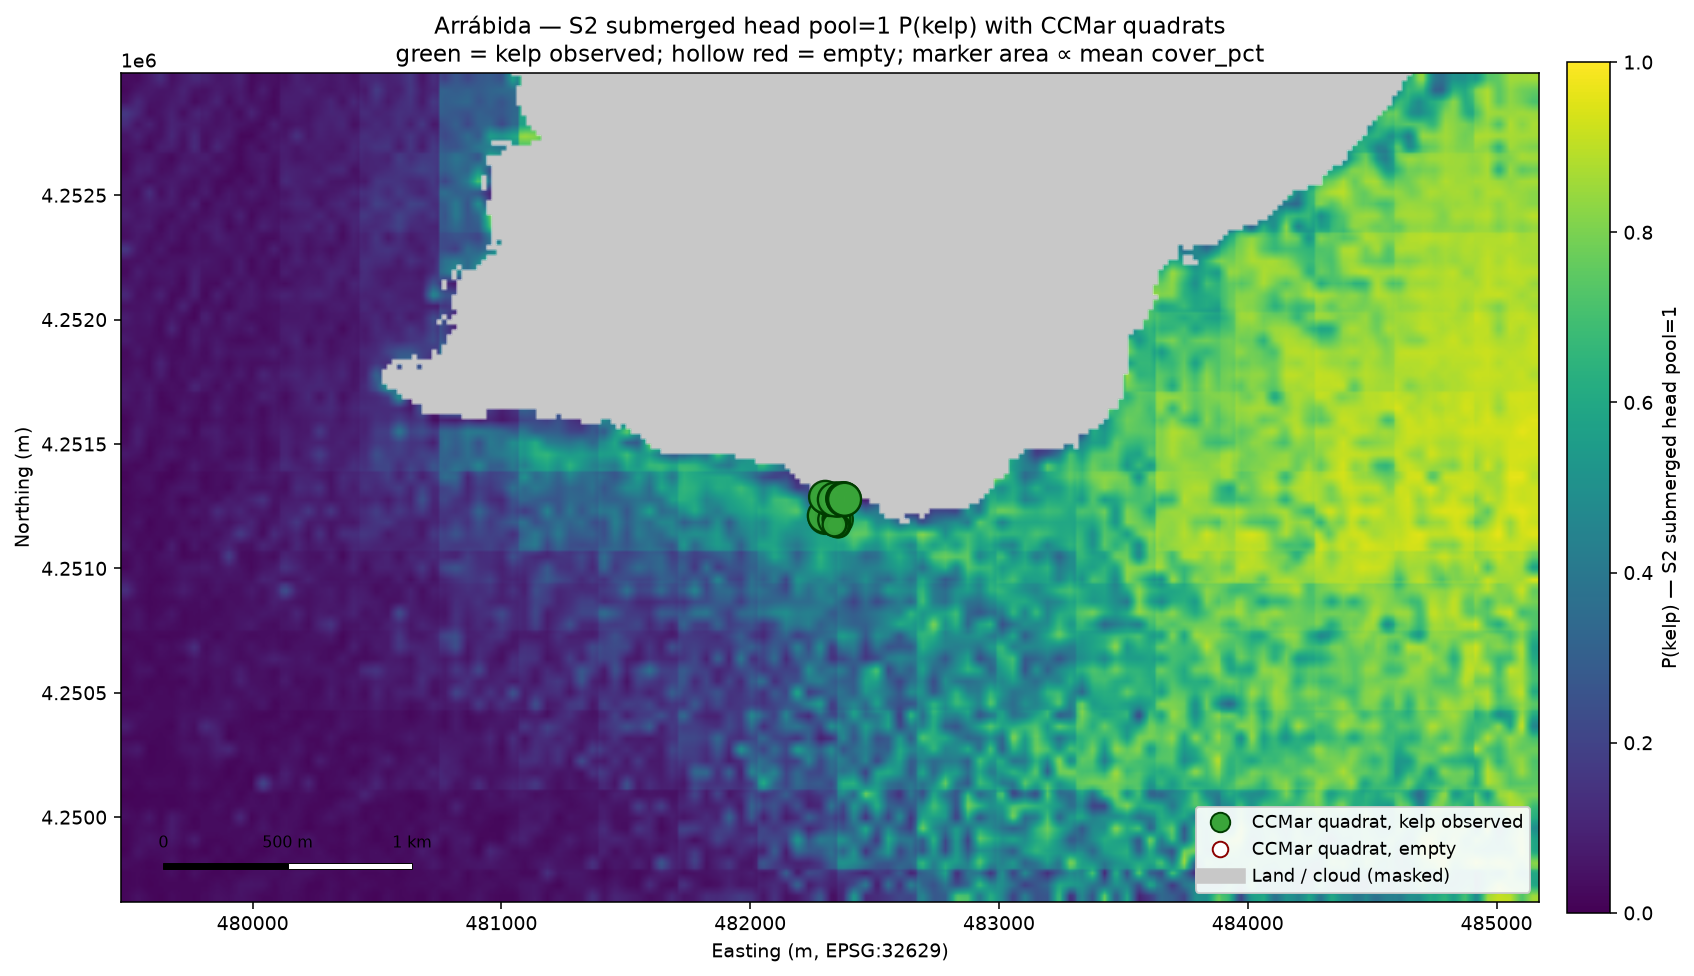 Arrábida — S2 submerged head pool=1 P(kelp) with CCMar quadrats
green = kelp observed; hollow red = empty; marker area ∝ mean cover_pct
1e6
4.2525
4.2520
4.2515
4.2510
4.2505
4.2500
Northing (m)
480000
481000
482000
483000
484000
485000
Easting (m, EPSG:32629)
0
500 m
1 km
CCMar quadrat, kelp observed
CCMar quadrat, empty
Land / cloud (masked)
1.0
0.8
0.6
0.4
0.2
0.0
P(kelp) — S2 submerged head pool=1